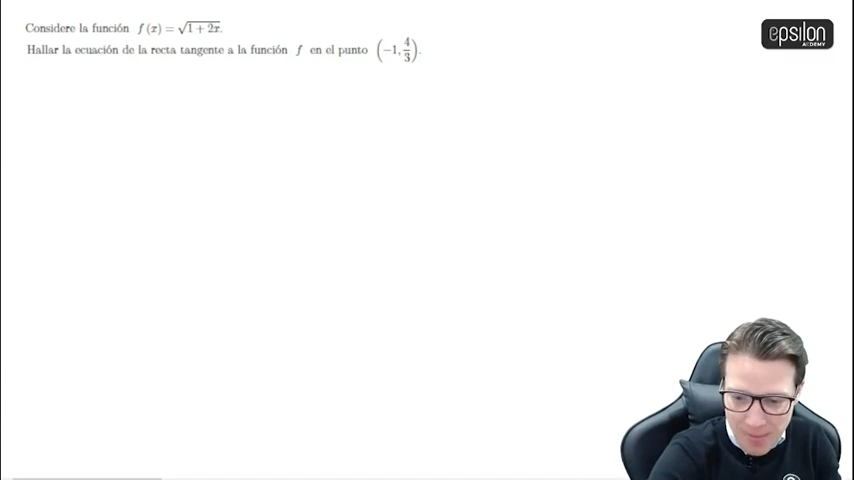 Considere la función f (x) = √1 + 2x.
Hallar la ecuación de la recta tangente a la función f en el punto (−1, 4/3).
epsilon
ACADEMY